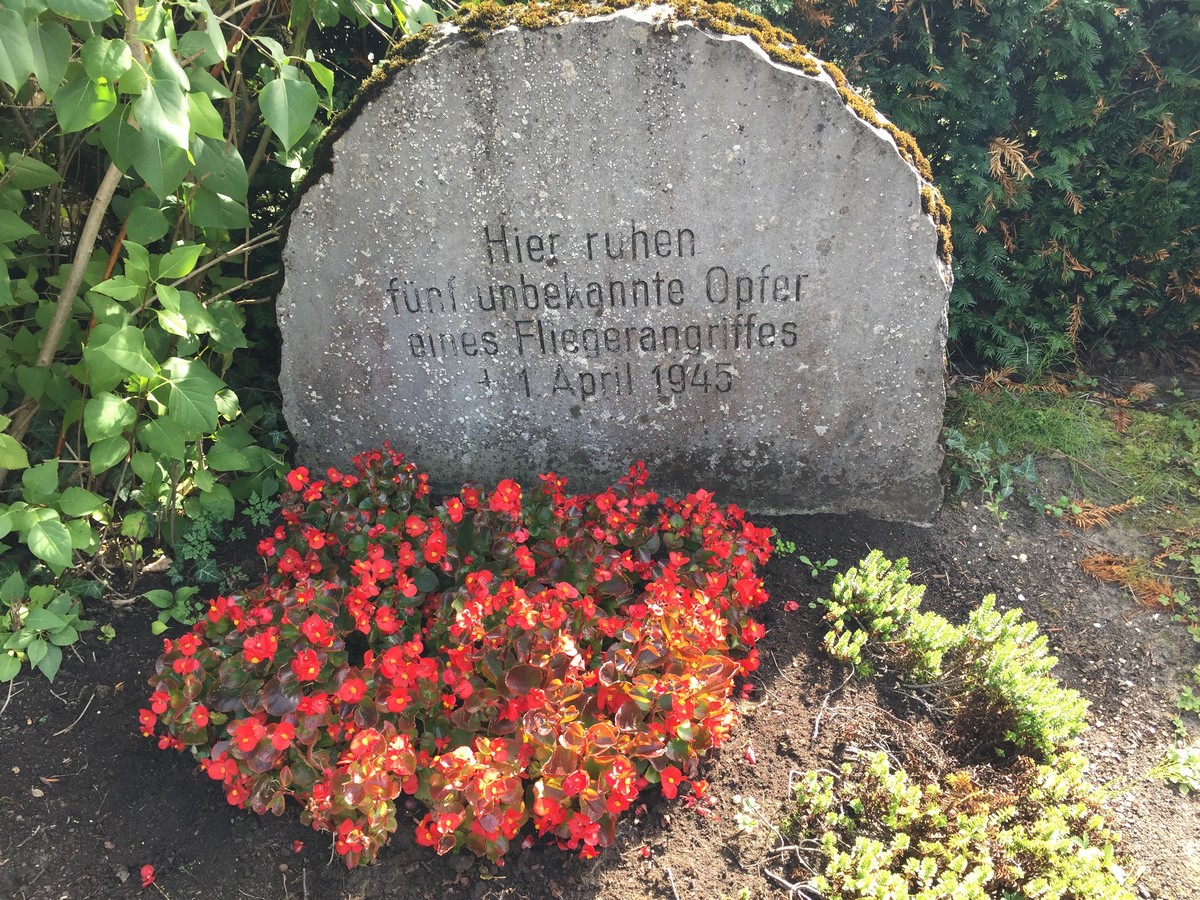 Hier ruhen
fünf unbekannte Opfer
eines Fliegerangriffes
+ 1. April 1945